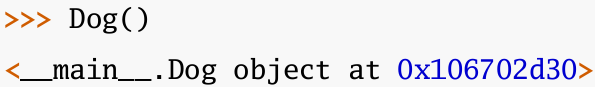 >>> Dog()
<__main__.Dog object at 0x106702d30>